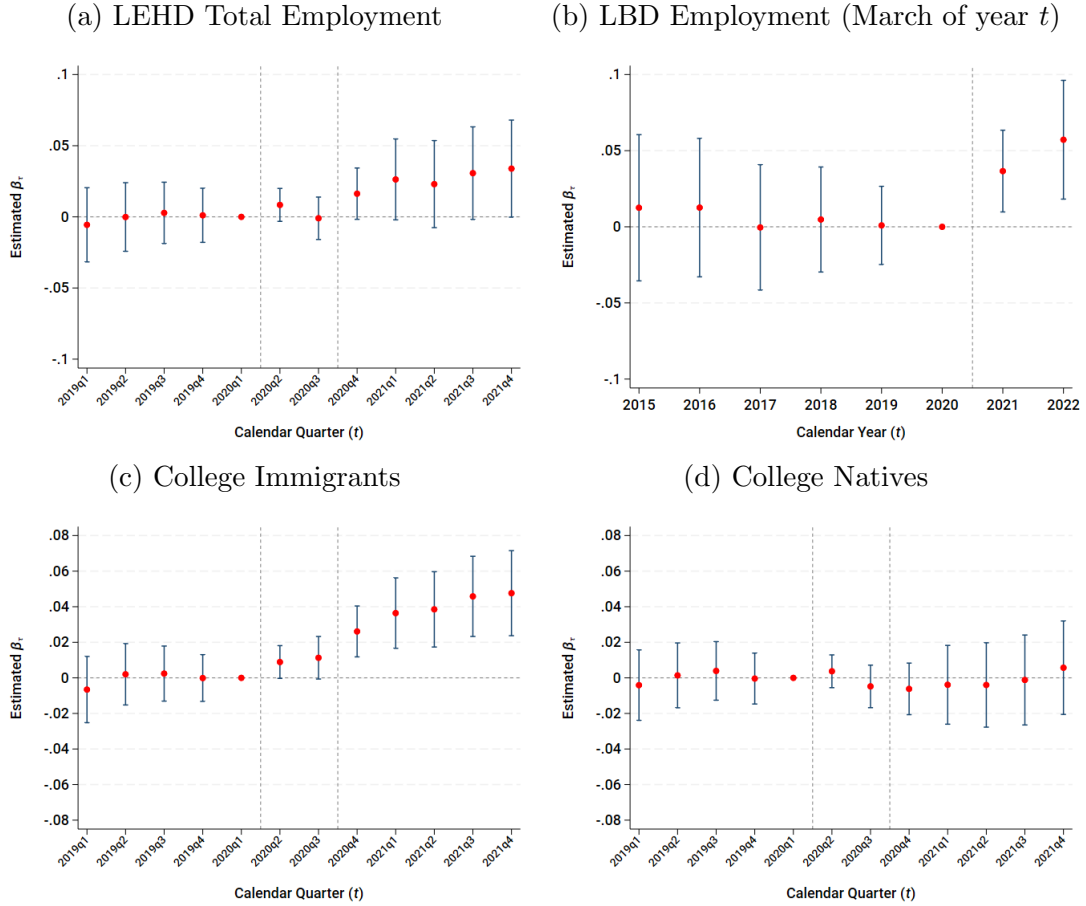 (a) LEHD Total Employment
.1
.05
0
-.05
-.1
Estimated βτ
2019q1 2019q2 2019q3 2019q4 2020q1 2020q2 2020q3 2020q4 2021q1 2021q2 2021q3 2021q4
Calendar Quarter (t)
(b) LBD Employment (March of year t)
.1
.05
0
-.05
-.1
Estimated βτ
2015 2016 2017 2018 2019 2020 2021 2022
Calendar Year (t)
(c) College Immigrants
.08
.06
.04
.02
0
-.02
-.04
-.06
-.08
Estimated βτ
2019q1 2019q2 2019q3 2019q4 2020q1 2020q2 2020q3 2020q4 2021q1 2021q2 2021q3 2021q4
Calendar Quarter (t)
(d) College Natives
.08
.06
.04
.02
0
-.02
-.04
-.06
-.08
Estimated βτ
2019q1 2019q2 2019q3 2019q4 2020q1 2020q2 2020q3 2020q4 2021q1 2021q2 2021q3 2021q4
Calendar Quarter (t)